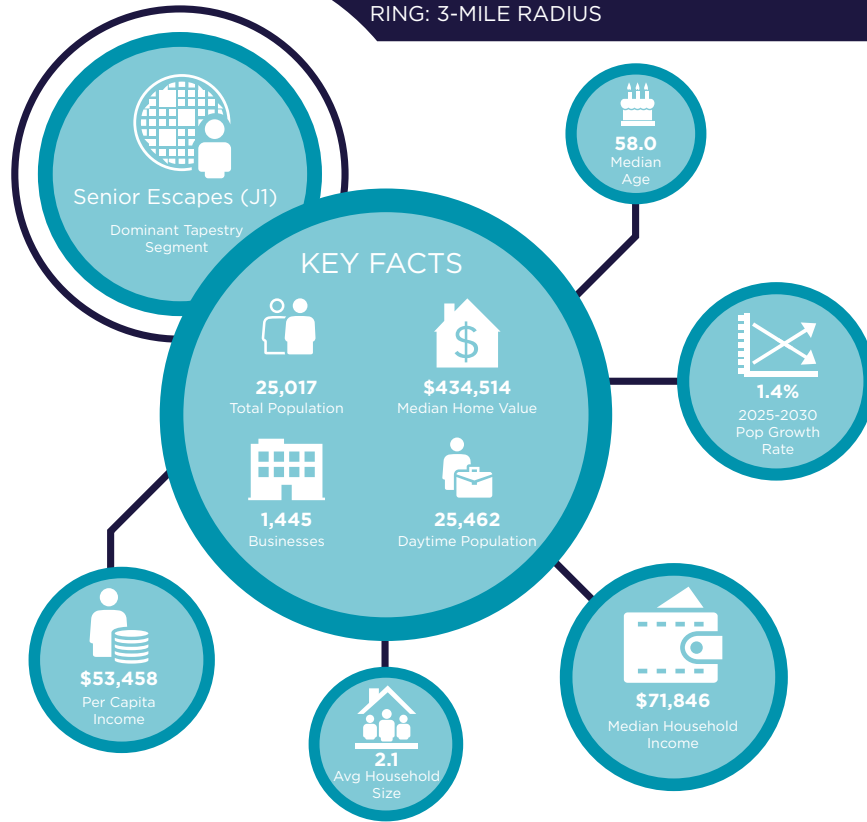 RING: 3-MILE RADIUS
Senior Escapes (J1)
Dominant Tapestry
Segment
58.0
Median
Age
KEY FACTS
25,017
Total Population
$434,514
Median Home Value
1,445
Businesses
25,462
Daytime Population
1.4%
2025-2030
Pop Growth
Rate
$53,458
Per Capita
Income
2.1
Avg Household
Size
$71,846
Median Household
Income